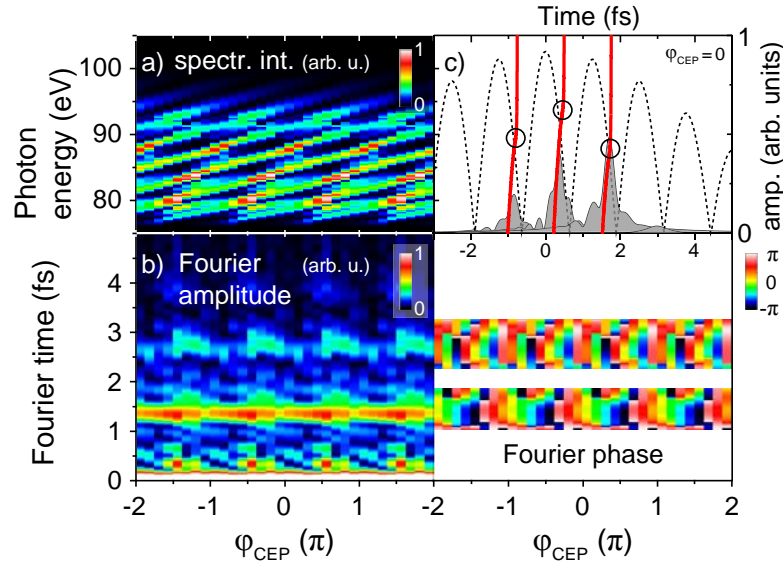 Time (fs)
a) spectr. int. (arb. u.)
1
0
c)
φCEP=0
100
90
80
Photon energy (eV)
-2 0 2 4
1
0
amp. (arb. units)
b) Fourier amplitude (arb. u.)
1
0
π
0
-π
5
4
3
2
1
0
Fourier time (fs)
Fourier phase
-2 -1 0 1 2 -1 0 1 2
φCEP (π)
φCEP (π)